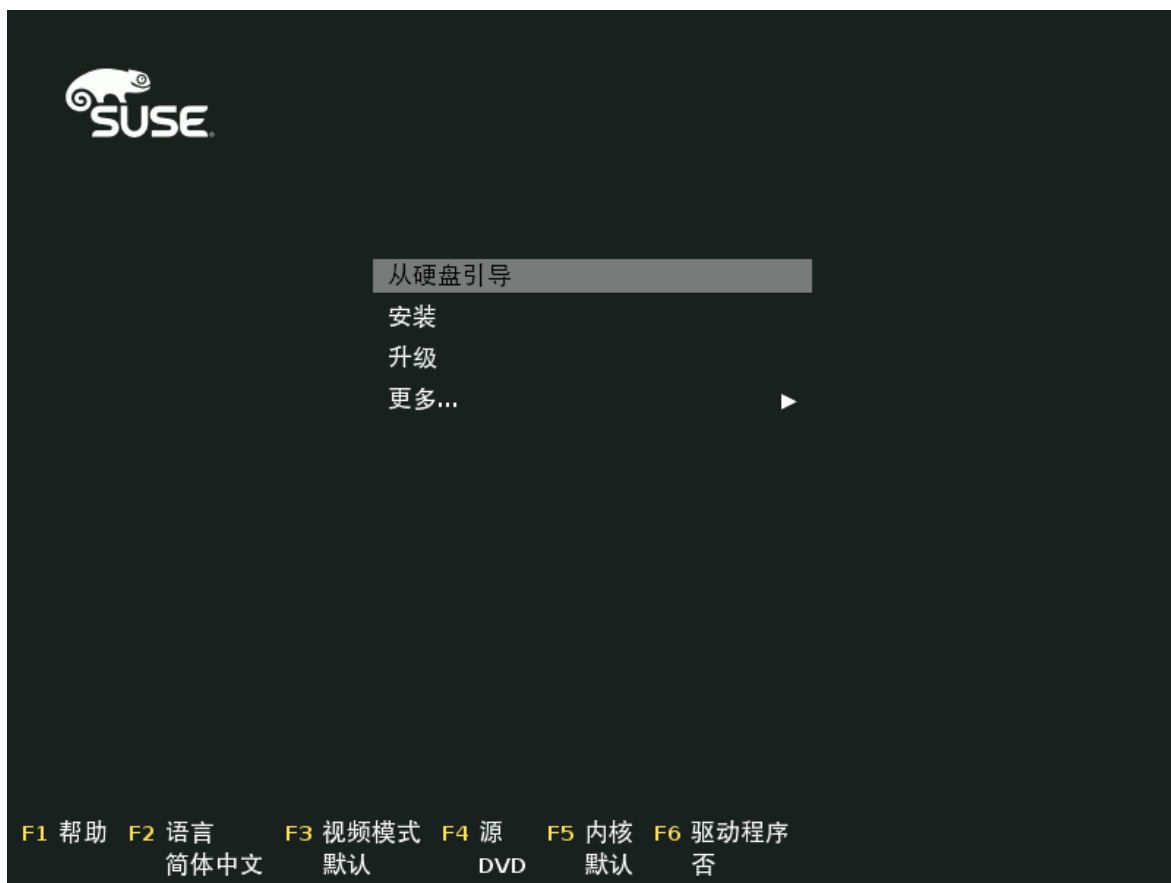 SUSE
从硬盘引导
安装
升级
更多...
F1 帮助 F2 语言 F3 视频模式 F4 源 F5 内核 F6 驱动程序
简体中文 默认 DVD 默认 否